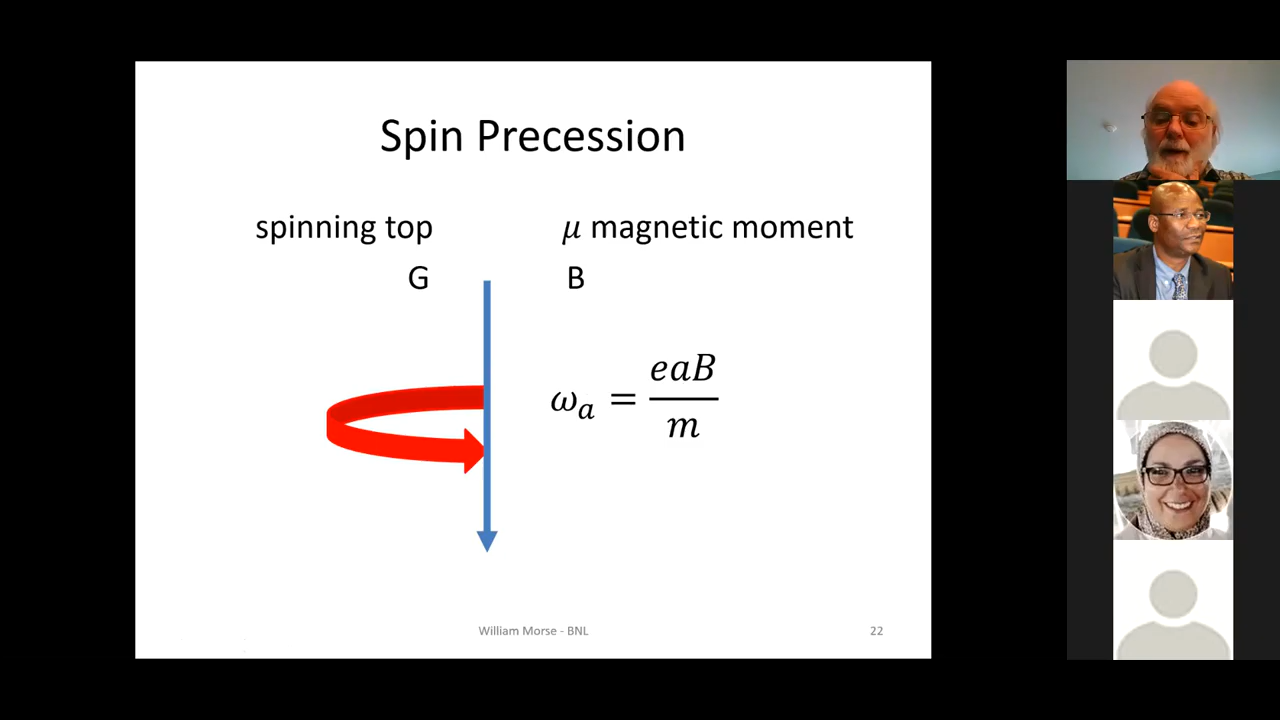 Spin Precession
spinning top
μ magnetic moment
G
B
ω_a = eaB/m
William Morse - BNL
22